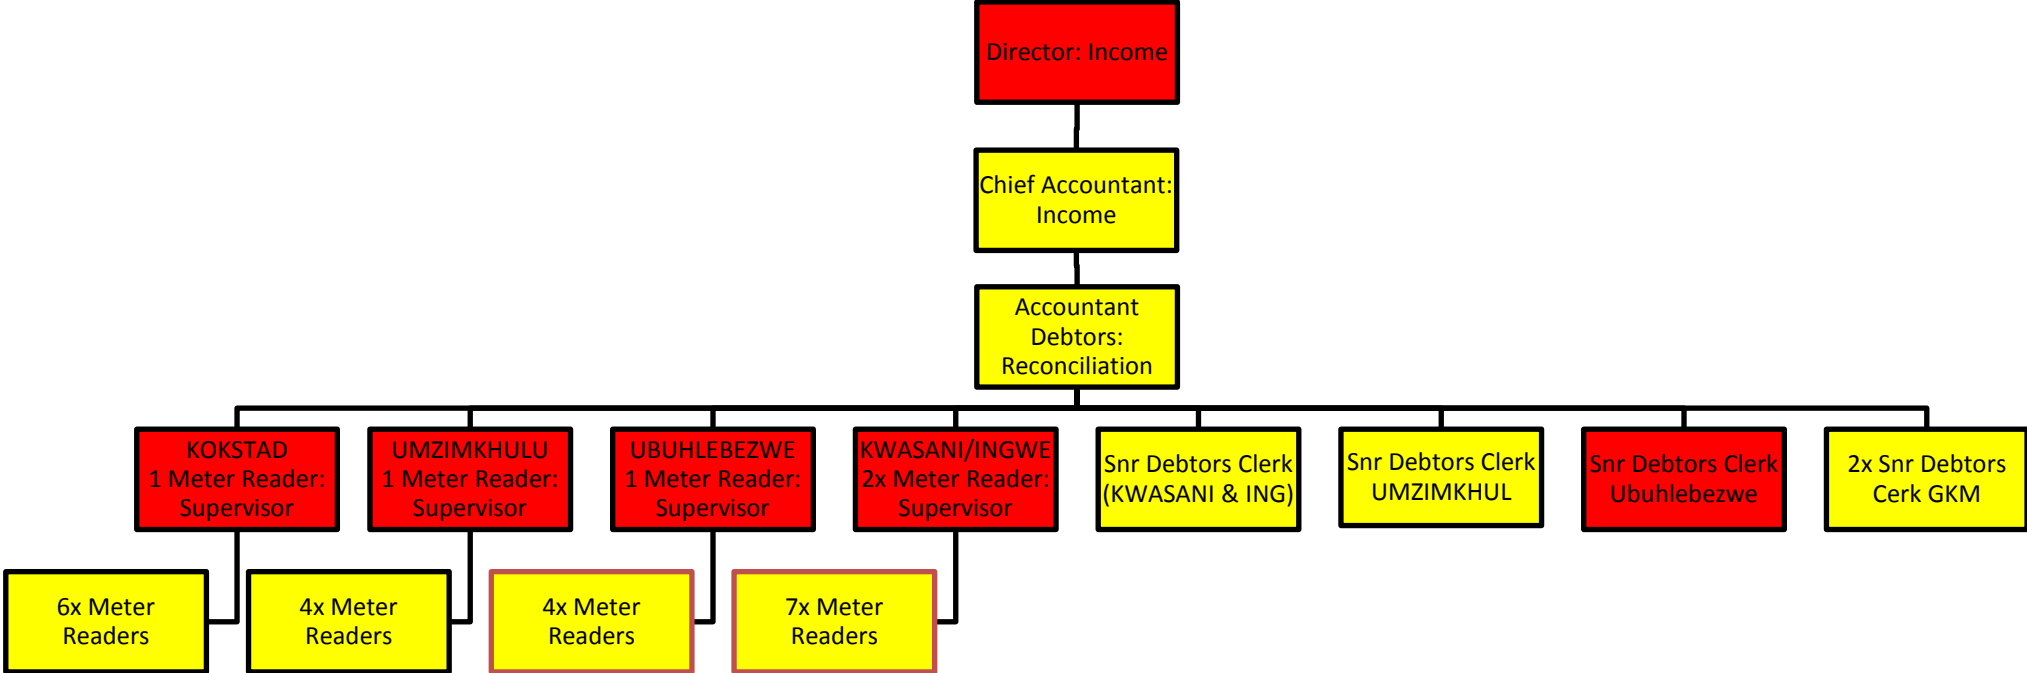 Director: Income
Chief Accountant:
Income
Accountant
Debtors:
Reconciliation
KOKSTAD
1 Meter Reader:
Supervisor
UMZIMKHULU
1 Meter Reader:
Supervisor
UBUHLEBEZWE
1 Meter Reader:
Supervisor
KWASANI/INGWE
2x Meter Reader:
Supervisor
Snr Debtors Clerk
(KWASANI & ING)
Snr Debtors Clerk
UMZIMKHUL
Snr Debtors Clerk
Ubuhlebezwe
2x Snr Debtors
Cerk GKM
6x Meter
Readers
4x Meter
Readers
4x Meter
Readers
7x Meter
Readers